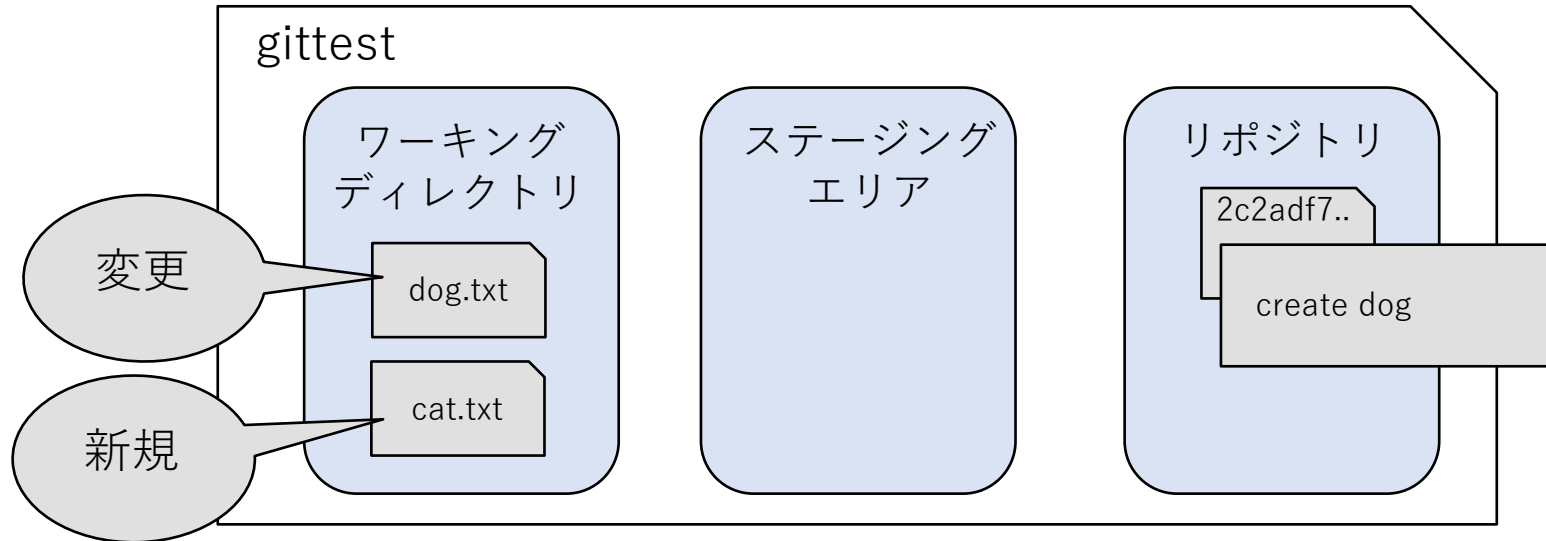 gittest
ワーキング
ディレクトリ
ステージング
エリア
リポジトリ
変更
dog.txt
新規
cat.txt
2c2adf7..
create dog